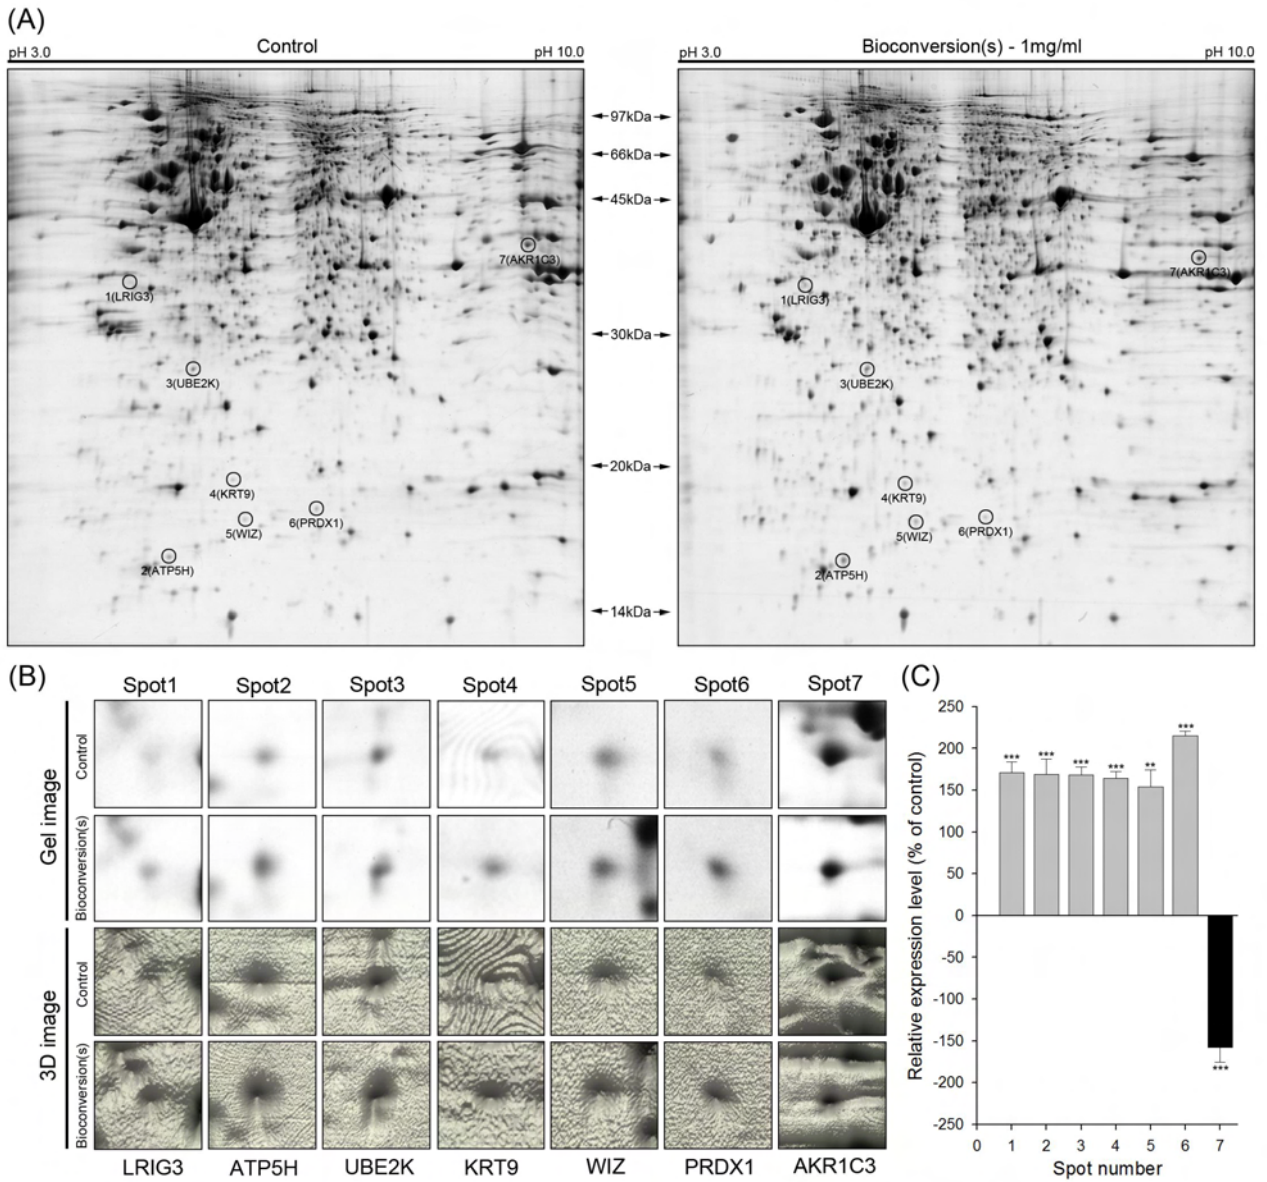 (A)
Control
pH 3.0
pH 10.0
Bioconversion(s) - 1mg/ml
pH 3.0
pH 10.0
97kDa
66kDa
45kDa
30kDa
20kDa
14kDa
7(AKR1C3)
1(LRIG3)
3(UBE2K)
4(KRT9)
5(WIZ)
6(PRDX1)
2(ATP5H)
7(AKR1C3)
1(LRIG3)
3(UBE2K)
4(KRT9)
5(WIZ)
6(PRDX1)
2(ATP5H)
(B)
Spot1 Spot2 Spot3 Spot4 Spot5 Spot6 Spot7
Gel image
Control
Bioconversion(s)
3D image
Control
Bioconversion(s)
LRIG3 ATP5H UBE2K KRT9 WIZ PRDX1 AKR1C3
(C)
Relative expression level (% of control)
250
200
150
100
50
0
-50
-100
-150
-200
-250
*** *** *** *** ** *** ***
0 1 2 3 4 5 6 7
Spot number